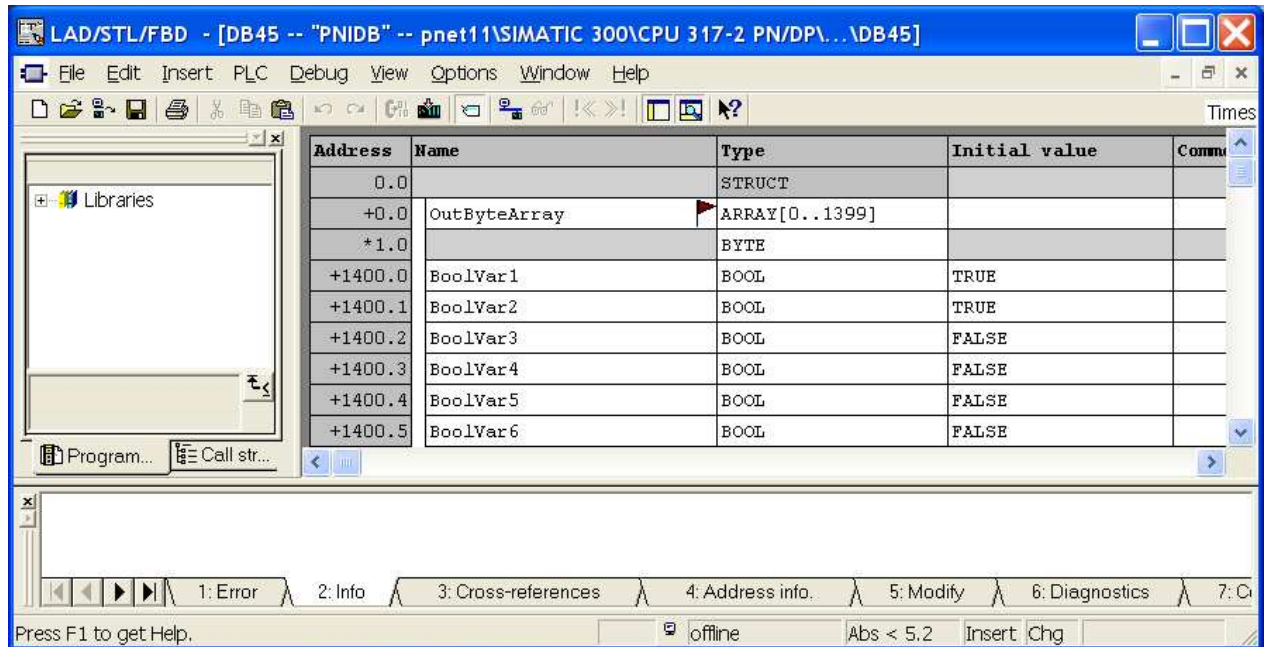 LAD/STL/FBD - [DB45 -- "PNIDB" -- pnet11\SIMATIC 300\CPU 317-2 PN/DP\...\DB45]
File Edit Insert PLC Debug View Options Window Help
Times
Address Name Type Initial value Comme
0.0 STRUCT
Libraries
+0.0 OutByteArray ARRAY[0..1399]
*1.0 BYTE
+1400.0 BoolVar1 BOOL TRUE
+1400.1 BoolVar2 BOOL TRUE
+1400.2 BoolVar3 BOOL FALSE
+1400.3 BoolVar4 BOOL FALSE
+1400.4 BoolVar5 BOOL FALSE
+1400.5 BoolVar6 BOOL FALSE
Program... Call str...
1: Error 2: Info 3: Cross-references 4: Address info. 5: Modify 6: Diagnostics 7: C
Press F1 to get Help. offline Abs < 5.2 Insert Chg